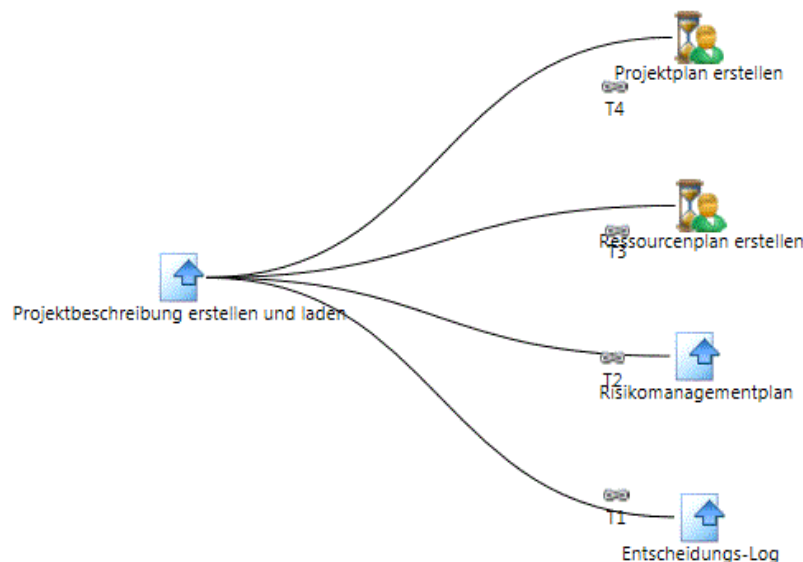 Projektplan erstellen
T4
Ressourcenplan erstellen
T3
Projektbeschreibung erstellen und laden
T2
Risikomanagementplan
T1
Entscheidungs-Log